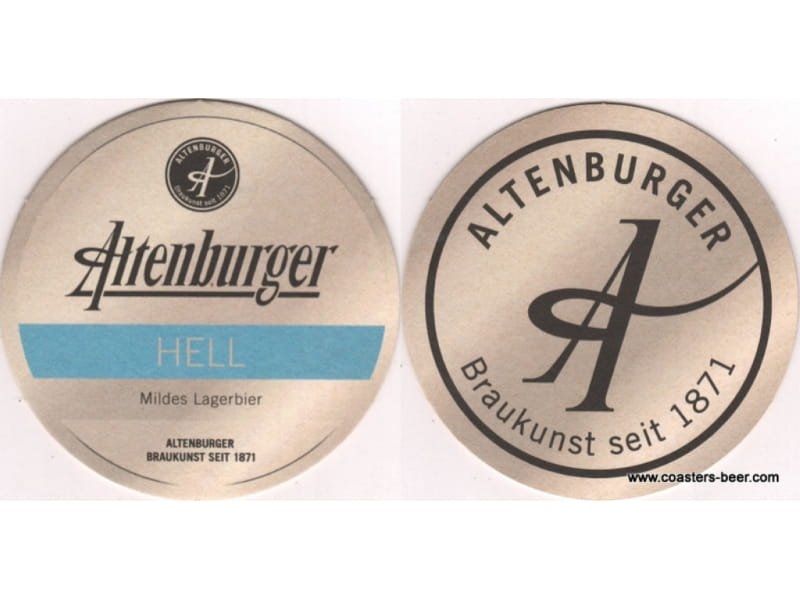 ALTENBURGER
Braukunst seit 1871
Altenburger
HELL
Mildes Lagerbier
ALTENBURGER
BRAUKUNST SEIT 1871
ALTENBURGER
Braukunst seit 1871
www.coasters-beer.com